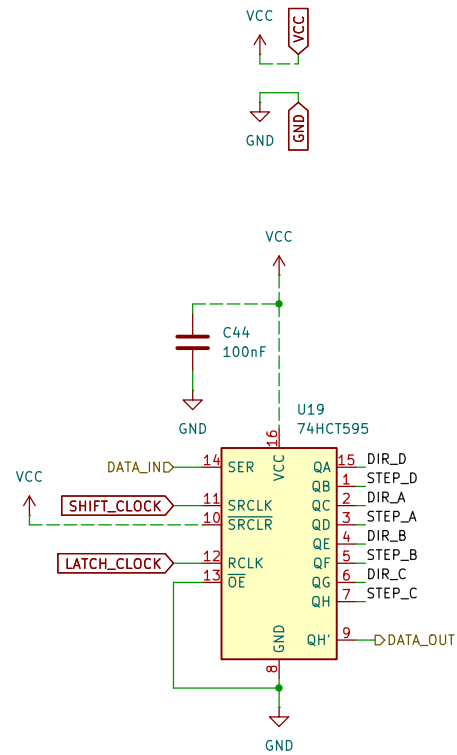 VCC
VCC
GND
GND
VCC
C44
100nF
GND
U19
74HCT595
16
VCC
DATA_IN
14
SER
QA
15
DIR_D
VCC
QB
1
STEP_D
SHIFT_CLOCK
11
SRCLK
QC
2
DIR_A
10
SRCLR
QD
3
STEP_A
QE
4
DIR_B
LATCH_CLOCK
12
RCLK
QF
5
STEP_B
13
OE
QG
6
DIR_C
QH
7
STEP_C
GND
QH'
9
DATA_OUT
8
GND